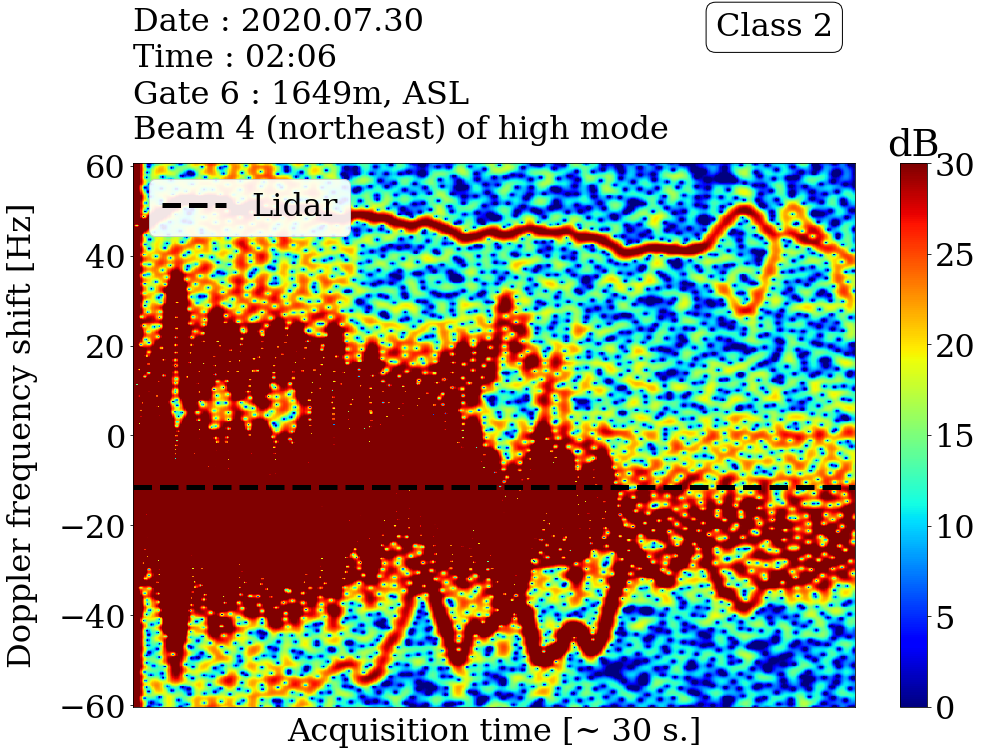 Date : 2020.07.30
Time : 02:06
Gate 6 : 1649m, ASL
Beam 4 (northeast) of high mode
Class 2
dB
Lidar
Doppler frequency shift [Hz]
60
40
20
0
−20
−40
−60
30
25
20
15
10
5
0
Acquisition time [~ 30 s.]